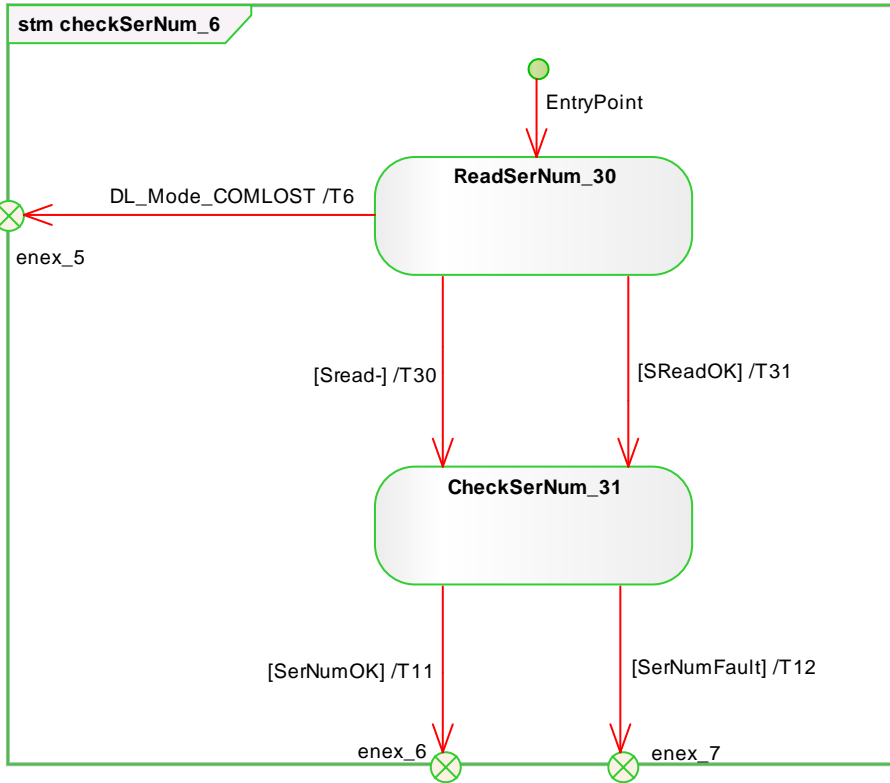 stm checkSerNum_6
EntryPoint
ReadSerNum_30
DL_Mode_COMLOST /T6
enex_5
[Sread-] /T30
[SReadOK] /T31
CheckSerNum_31
[SerNumOK] /T11
[SerNumFault] /T12
enex_6
enex_7